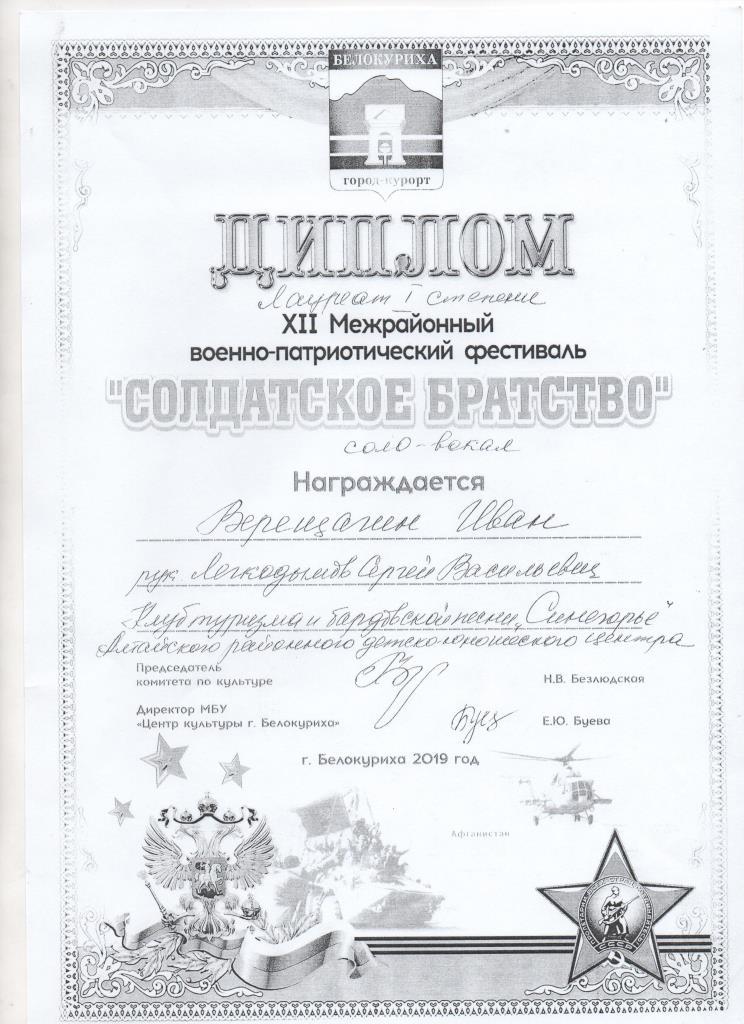 БЕЛОКУРИХА
город-курорт
ДИПЛОМ
Лауреат I степени
XII Межрайонный
военно-патриотический фестиваль
"СОЛДАТСКОЕ БРАТСТВО"
соло-вокал
Награждается
Верещагин Иван
рук. Легкодымов Сергей Васильевич
Клуб туризма и бардовской песни „Синегорье"
Алтайского районного детско-юношеского центра
Председатель
комитета по культуре
Н.В. Безлюдская
Директор МБУ
«Центр культуры г. Белокуриха»
Е.Ю. Буева
г. Белокуриха 2019 год
Афганистан
СССР